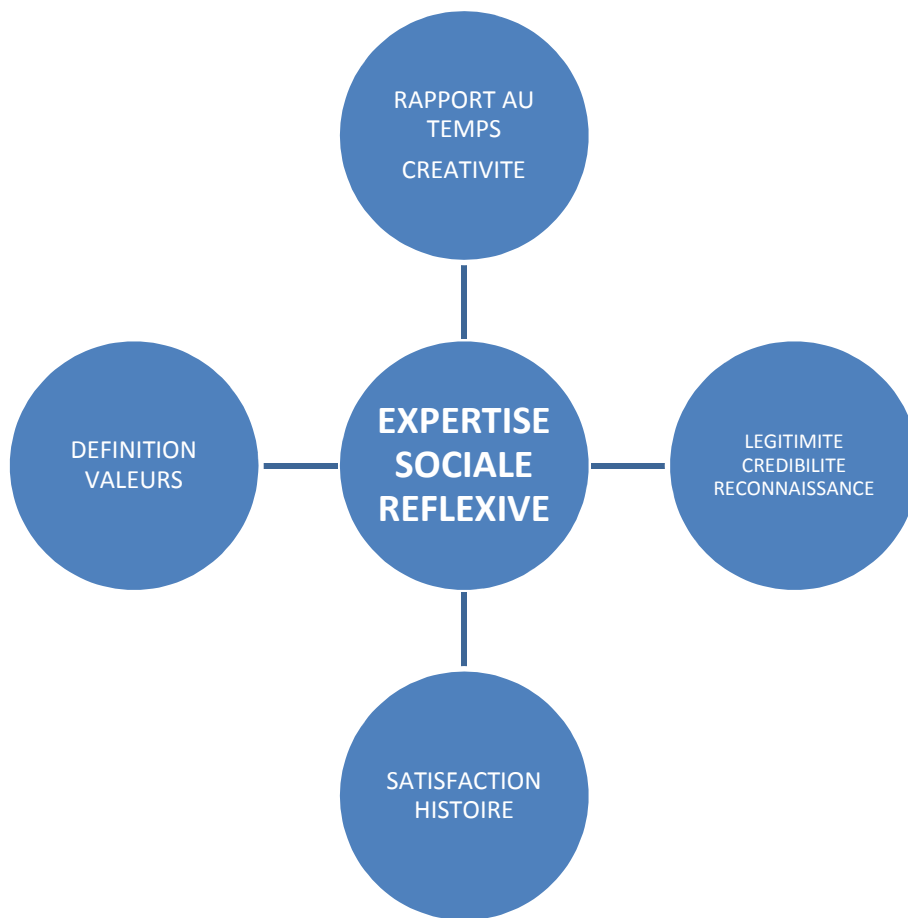 RAPPORT AU
TEMPS
CREATIVITE
DEFINITION
VALEURS
EXPERTISE
SOCIALE
REFLEXIVE
LEGITIMITE
CREDIBILITE
RECONNAISSANCE
SATISFACTION
HISTOIRE